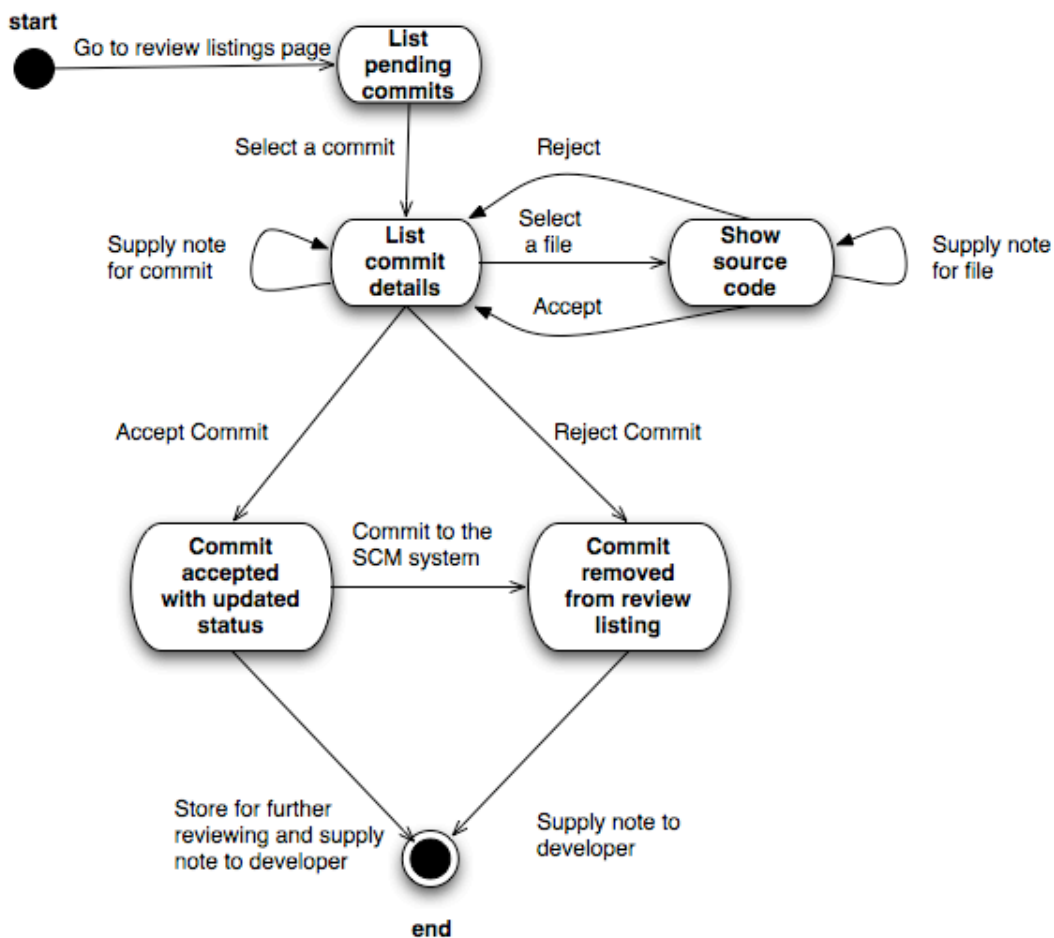 start
Go to review listings page
List
pending
commits
Select a commit
Reject
Supply note
for commit
List
commit
details
Select
a file
Show
source
code
Supply note
for file
Accept
Accept Commit
Reject Commit
Commit
accepted
with updated
status
Commit to the
SCM system
Commit
removed
from review
listing
Store for further
reviewing and supply
note to developer
Supply note to
developer
end